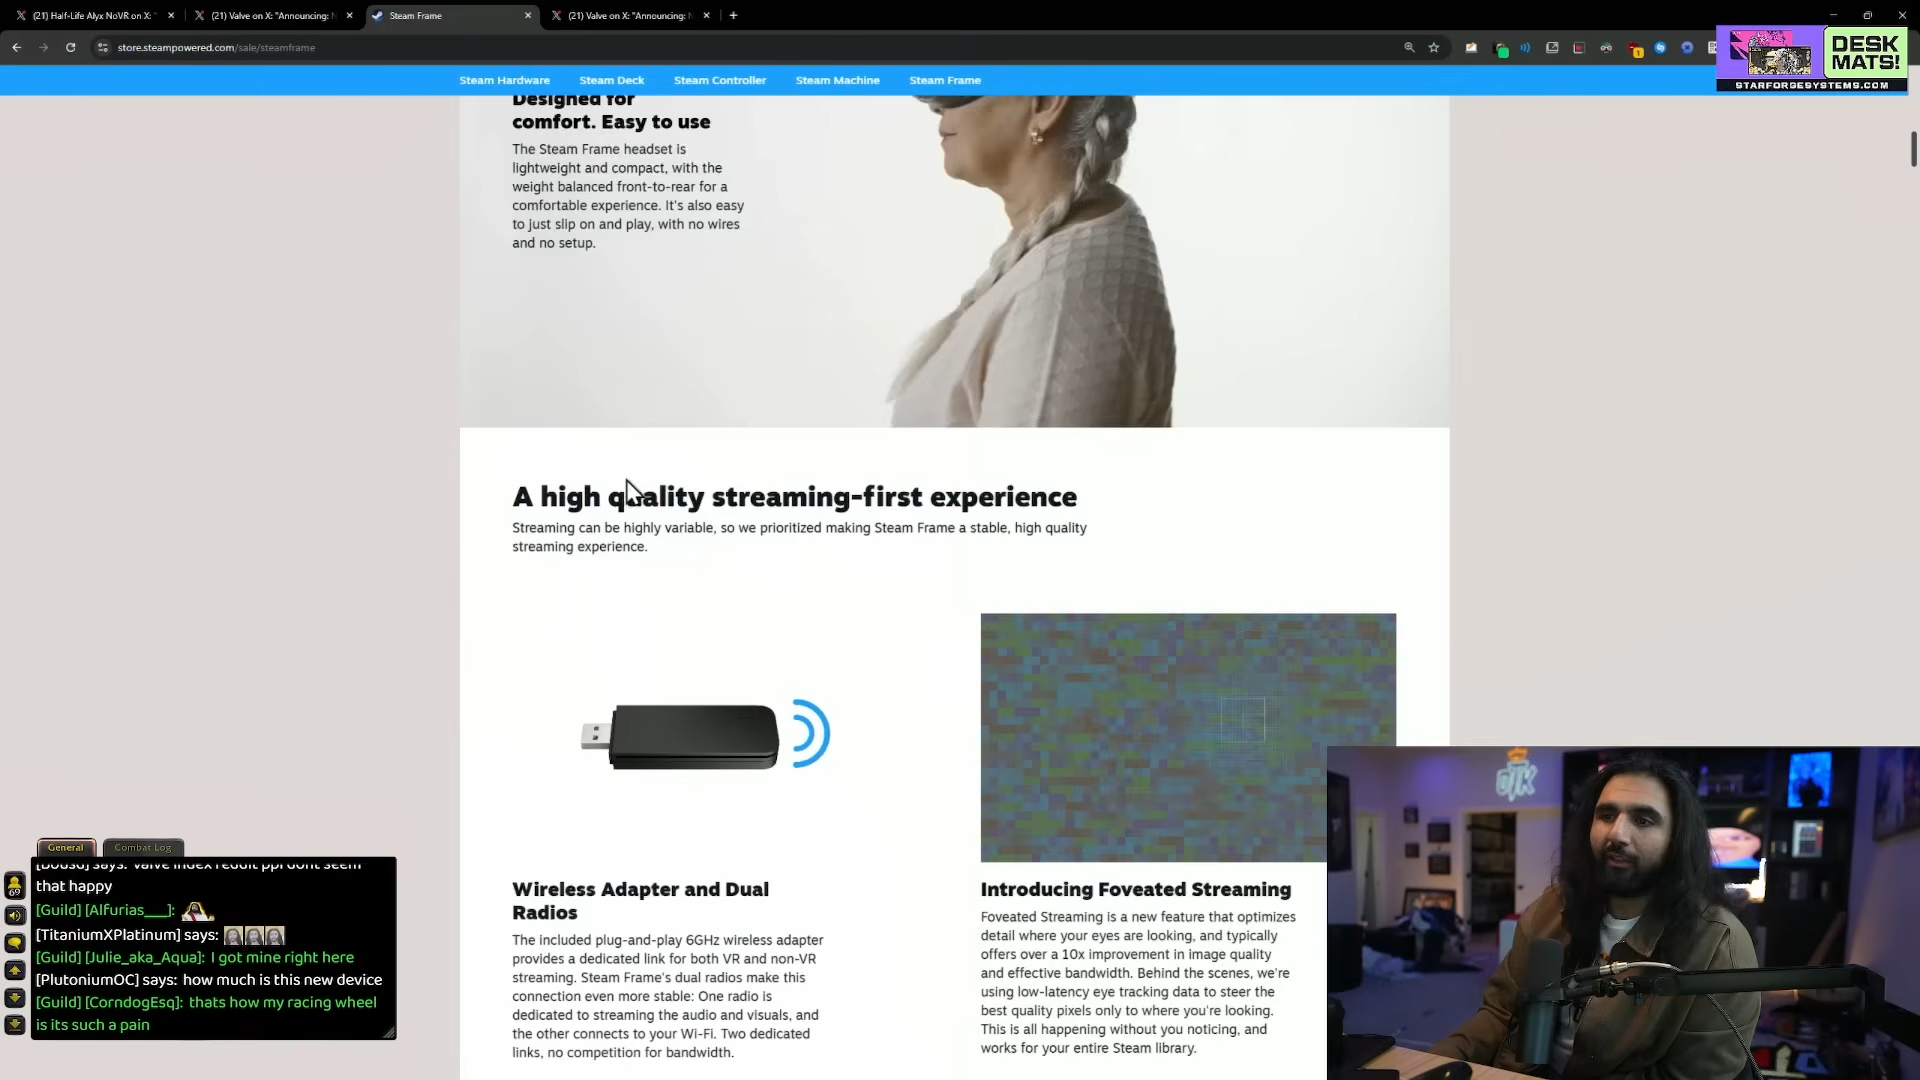 (21) Half-Life Alyx NoVR on X: "
(21) Valve on X: "Announcing: N
Steam Frame
(21) Valve on X: "Announcing: N
store.steampowered.com/sale/steamframe
DESK
MATS!
STARFORGESYSTEMS.COM
Steam Hardware
Steam Deck
Steam Controller
Steam Machine
Steam Frame
Designed for
comfort. Easy to use
The Steam Frame headset is
lightweight and compact, with the
weight balanced front-to-rear for a
comfortable experience. It's also easy
to just slip on and play, with no wires
and no setup.
A high quality streaming-first experience
Streaming can be highly variable, so we prioritized making Steam Frame a stable, high quality
streaming experience.
Wireless Adapter and Dual
Radios
The included plug-and-play 6GHz wireless adapter
provides a dedicated link for both VR and non-VR
streaming. Steam Frame's dual radios make this
connection even more stable: One radio is
dedicated to streaming the audio and visuals, and
the other connects to your Wi-Fi. Two dedicated
links, no competition for bandwidth.
Introducing Foveated Streaming
Foveated Streaming is a new feature that optimizes
detail where your eyes are looking, and typically
offers over a 10x improvement in image quality
and effective bandwidth. Behind the scenes, we're
using low-latency eye tracking data to steer the
best quality pixels only to where you're looking.
This is all happening without you noticing, and
works for your entire Steam library.
General
Combat Log
69
says: valve index reddit ppl dont seem
that happy
[Guild] [Alfurias___]:
[TitaniumXPlatinum] says:
[Guild] [Julie_aka_Aqua]: I got mine right here
[PlutoniumOC] says: how much is this new device
[Guild] [CorndogEsq]: thats how my racing wheel
is its such a pain